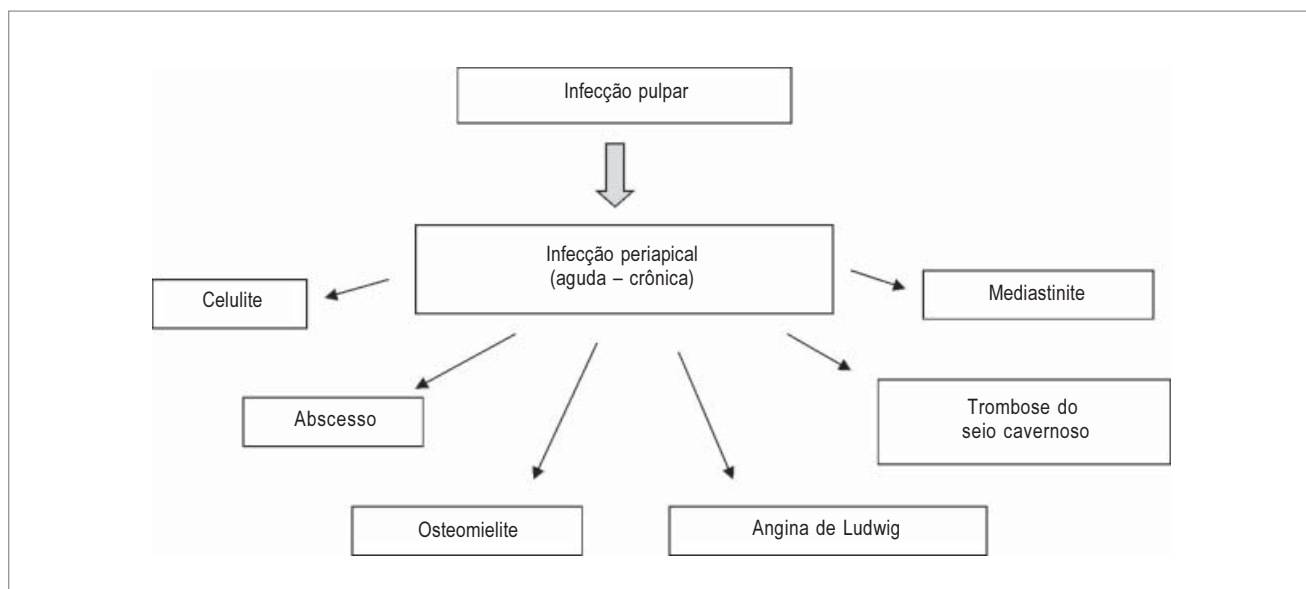 Infecção pulpar
Infecção periapical
(aguda – crônica)
Celulite
Mediastinite
Abscesso
Trombose do
seio cavernoso
Osteomielite
Angina de Ludwig